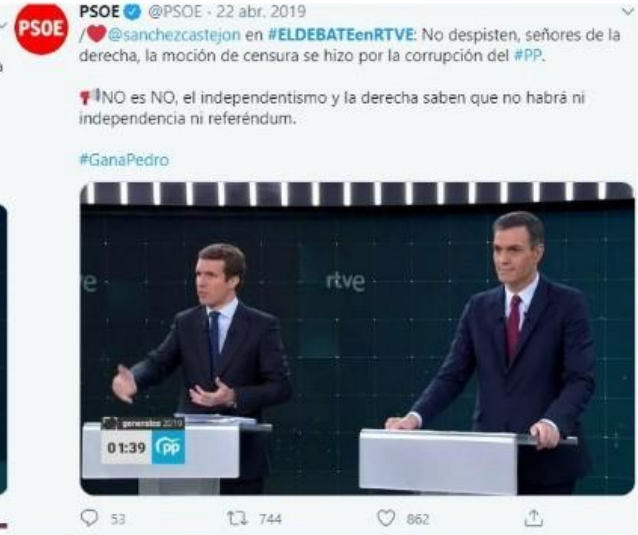 PSOE @PSOE · 22 abr. 2019
PSOE
/❤️@sanchezcastejon en #ELDEBATEenRTVE: No despisten, señores de la
derecha, la moción de censura se hizo por la corrupción del #PP.
NO es NO, el independentismo y la derecha saben que no habrá ni
independencia ni referéndum.
#GanaPedro
rtve
generales 2019
01:39 PP
53 744 862